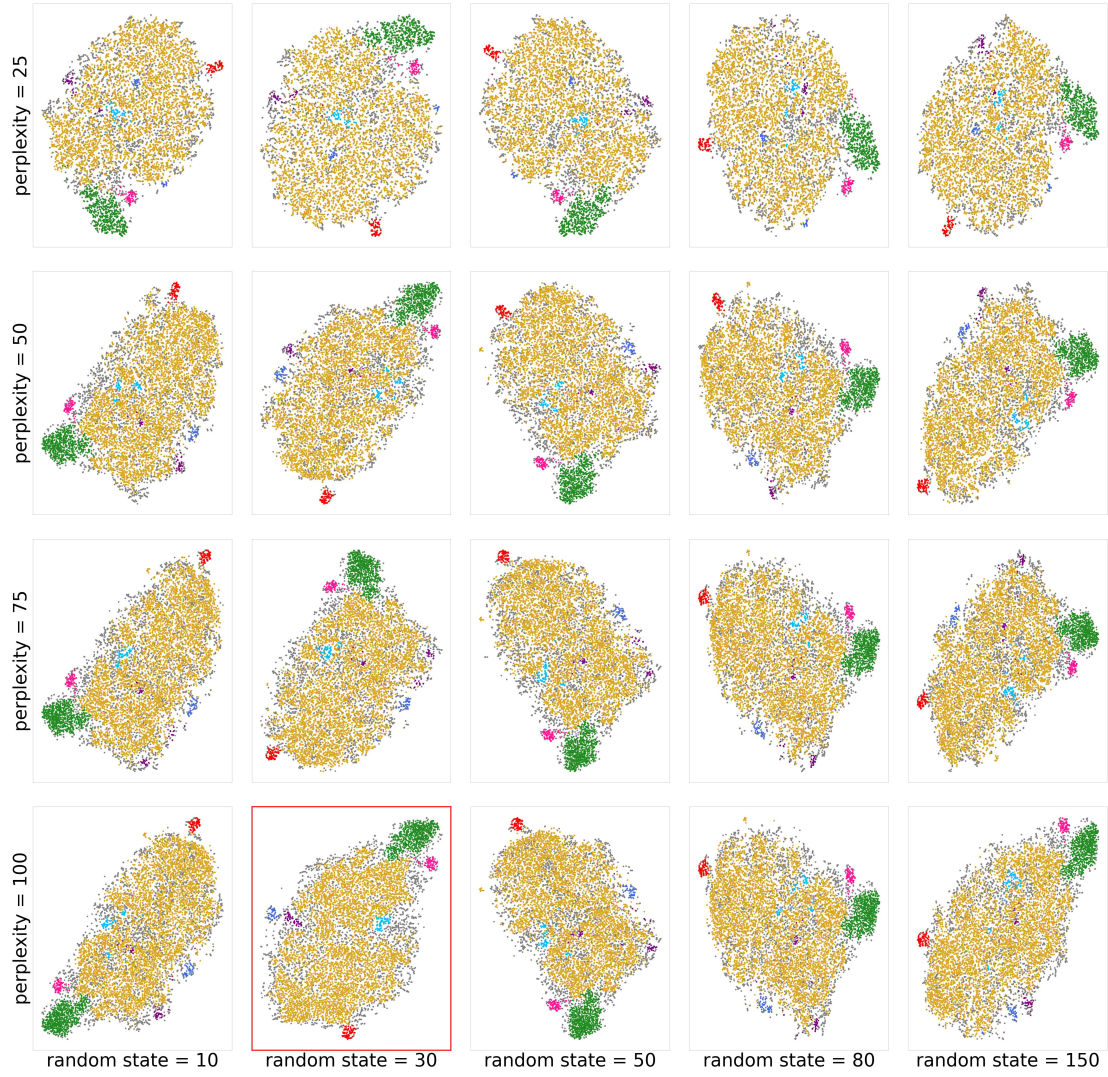 perplexity = 25
perplexity = 50
perplexity = 75
perplexity = 100
random state = 10
random state = 30
random state = 50
random state = 80
random state = 150